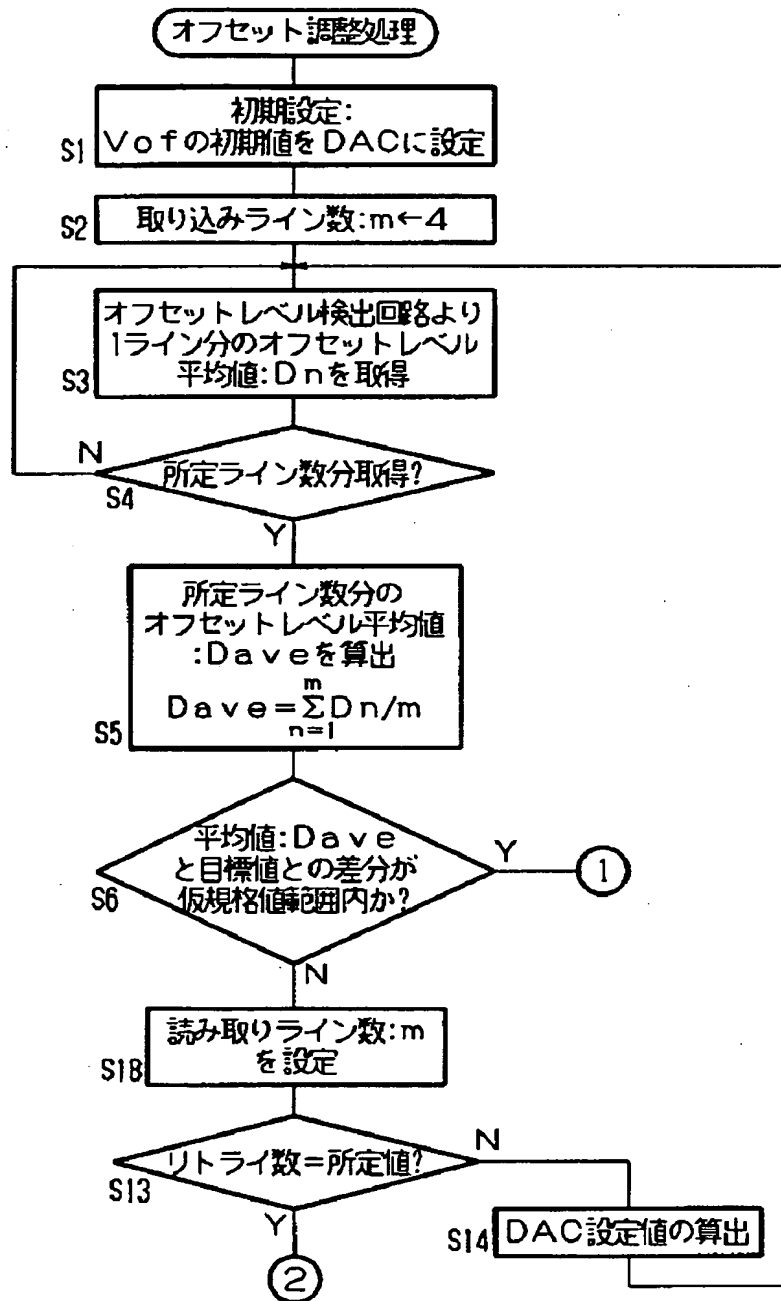 オフセット調整処理
初期設定:
Vofの初期値をDACに設定
S1
取り込みライン数:m←4
S2
オフセットレベル検出回路より
1ライン分のオフセットレベル
平均値:Dnを取得
S3
N
所定ライン数分取得?
S4
Y
所定ライン数分の
オフセットレベル平均値
:Daveを算出
m
Dave=ΣDn/m
n=1
S5
平均値:Dave
と目標値との差分が
仮規格値範囲内か?
S6
Y
1
N
読み取りライン数:m
を設定
S18
リトライ数=所定値?
S13
N
Y
S14
DAC設定値の算出
2